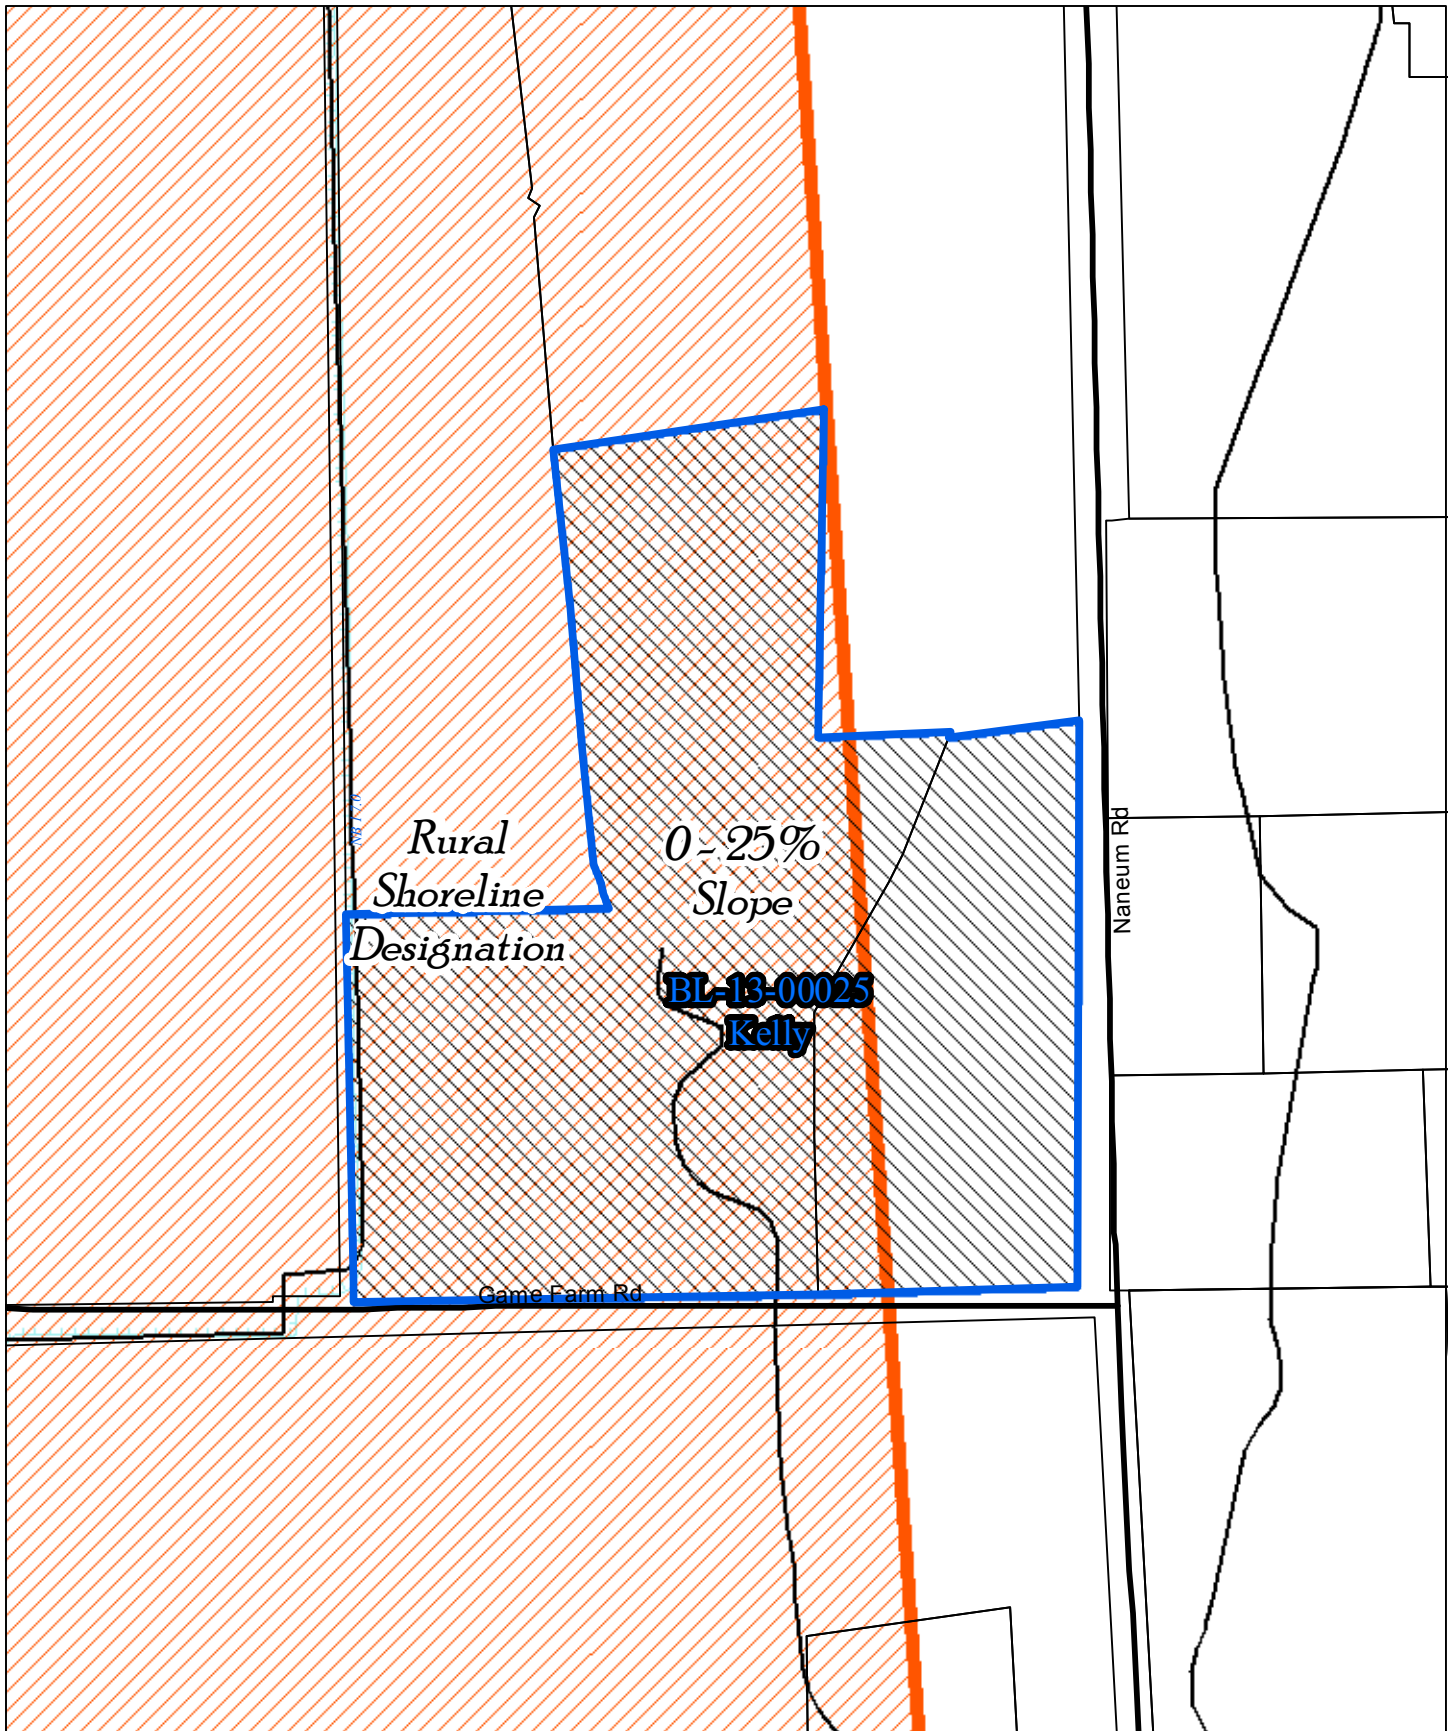 Rural
Shoreline
Designation
0-25%
Slope
BL-13-00025
Kelly
Naneum Rd
Game Farm Rd